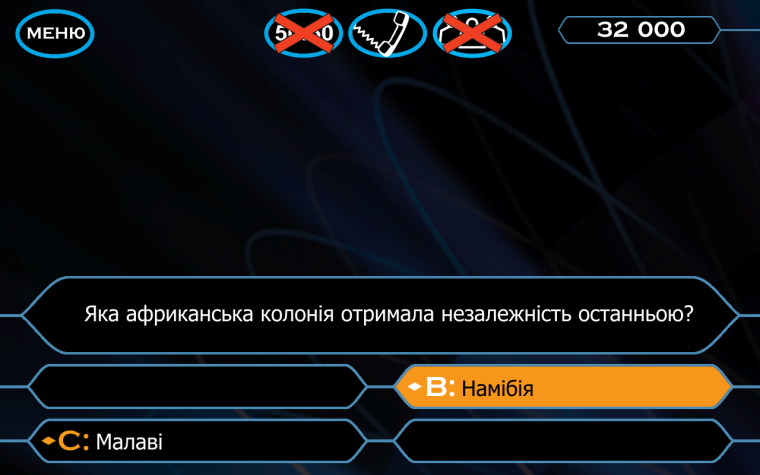 МЕНЮ
32 000
Яка африканська колонія отримала незалежність останньою?
B: Намібія
C: Малаві